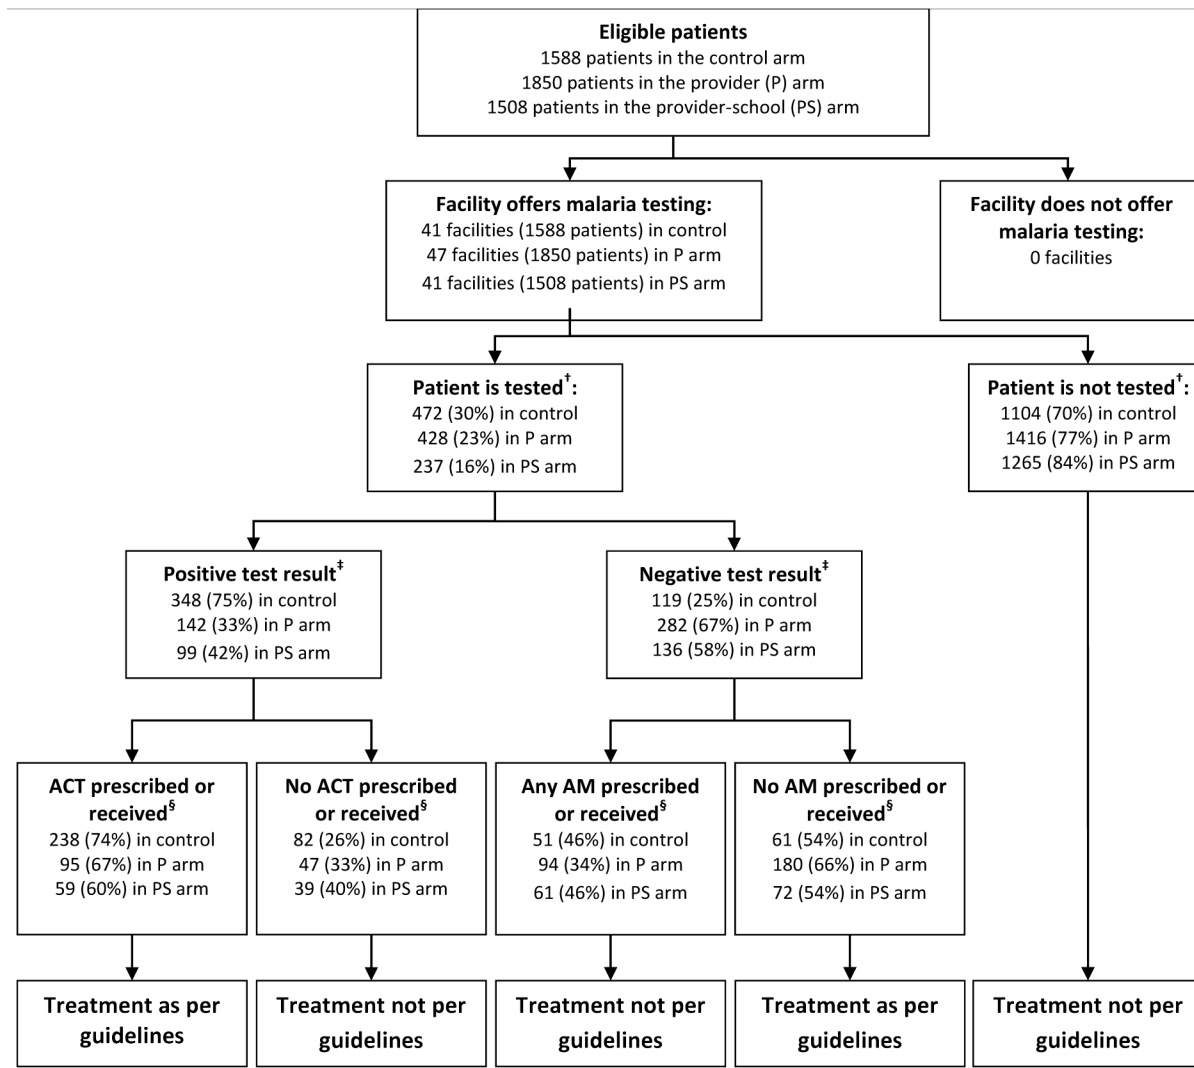 Eligible patients
1588 patients in the control arm
1850 patients in the provider (P) arm
1508 patients in the provider-school (PS) arm
Facility offers malaria testing:
41 facilities (1588 patients) in control
47 facilities (1850 patients) in P arm
41 facilities (1508 patients) in PS arm
Facility does not offer
malaria testing:
0 facilities
Patient is tested†:
472 (30%) in control
428 (23%) in P arm
237 (16%) in PS arm
Patient is not tested†:
1104 (70%) in control
1416 (77%) in P arm
1265 (84%) in PS arm
Positive test result‡
348 (75%) in control
142 (33%) in P arm
99 (42%) in PS arm
Negative test result‡
119 (25%) in control
282 (67%) in P arm
136 (58%) in PS arm
ACT prescribed or
received§
238 (74%) in control
95 (67%) in P arm
59 (60%) in PS arm
No ACT prescribed
or received§
82 (26%) in control
47 (33%) in P arm
39 (40%) in PS arm
Any AM prescribed
or received§
51 (46%) in control
94 (34%) in P arm
61 (46%) in PS arm
No AM prescribed or
received§
61 (54%) in control
180 (66%) in P arm
72 (54%) in PS arm
Treatment as per
guidelines
Treatment not per
guidelines
Treatment not per
guidelines
Treatment as per
guidelines
Treatment not per
guidelines